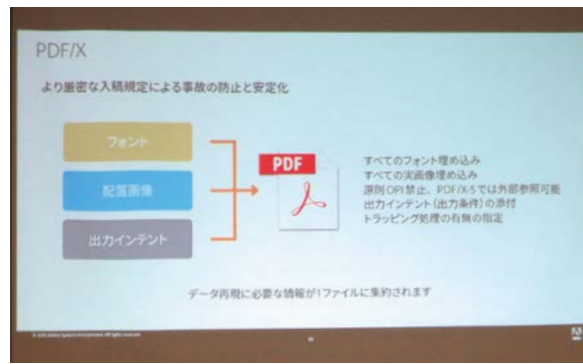 PDF/X
より厳密な入稿規定による事故の防止と安定化
フォント
配置画像
出力インテント
PDF
すべてのフォント埋め込み
すべての実画像埋め込み
原則OPI禁止、PDF/X-5では外部参照可能
出力インテント(出力条件)の添付
トラッピング処理の有無の指定
データ再現に必要な情報が1ファイルに集約されます